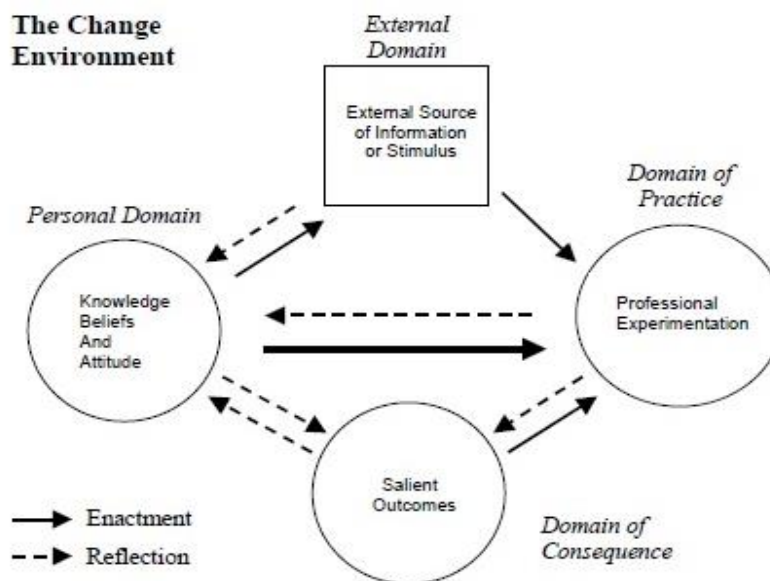 The Change
Environment
External
Domain
External Source
of Information
or Stimulus
Domain of
Practice
Personal Domain
Knowledge
Beliefs
And
Attitude
Professional
Experimentation
Salient
Outcomes
Enactment
Reflection
Domain of
Consequence